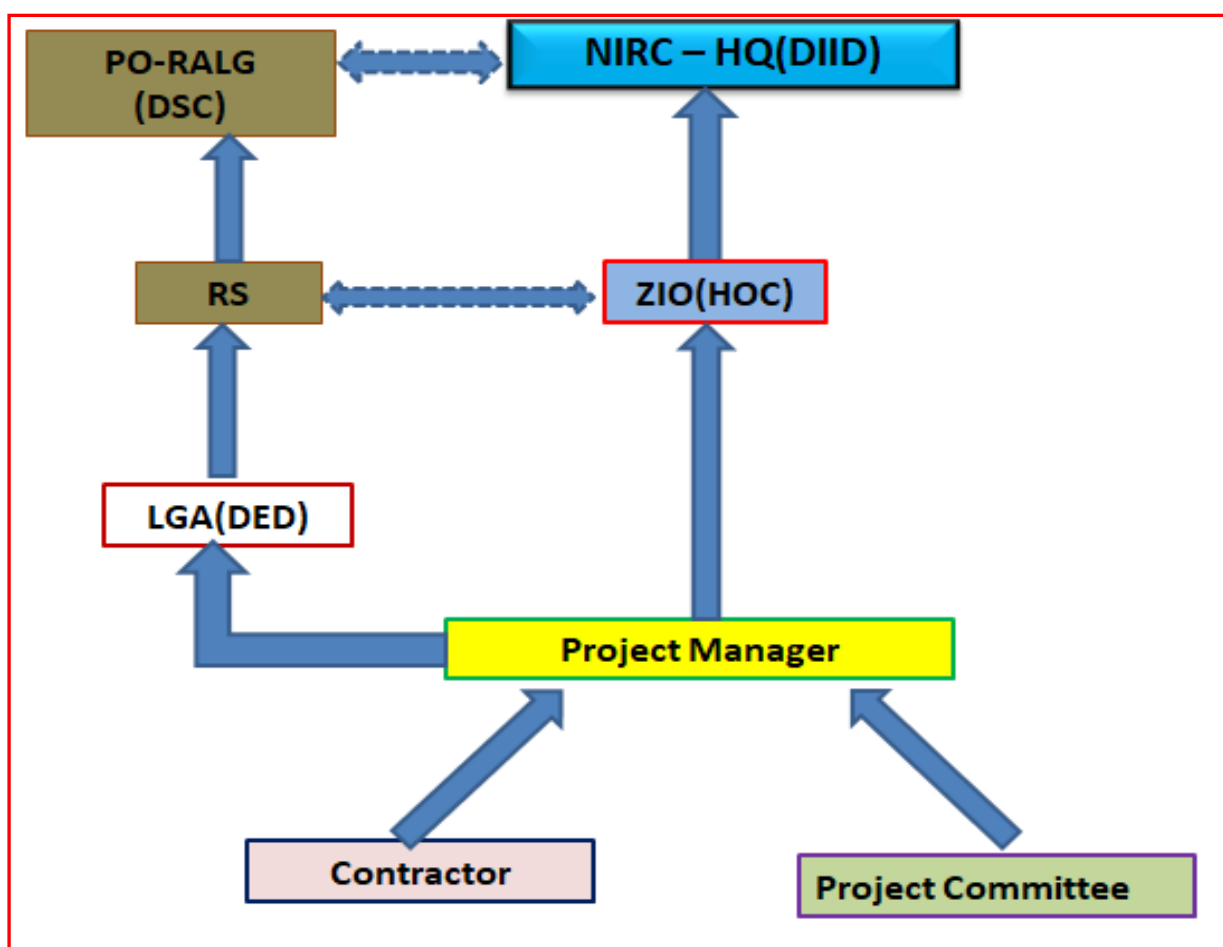 PO-RALG
(DSC)
NIRC – HQ(DIID)
RS
ZIO(HOC)
LGA(DED)
Project Manager
Contractor
Project Committee